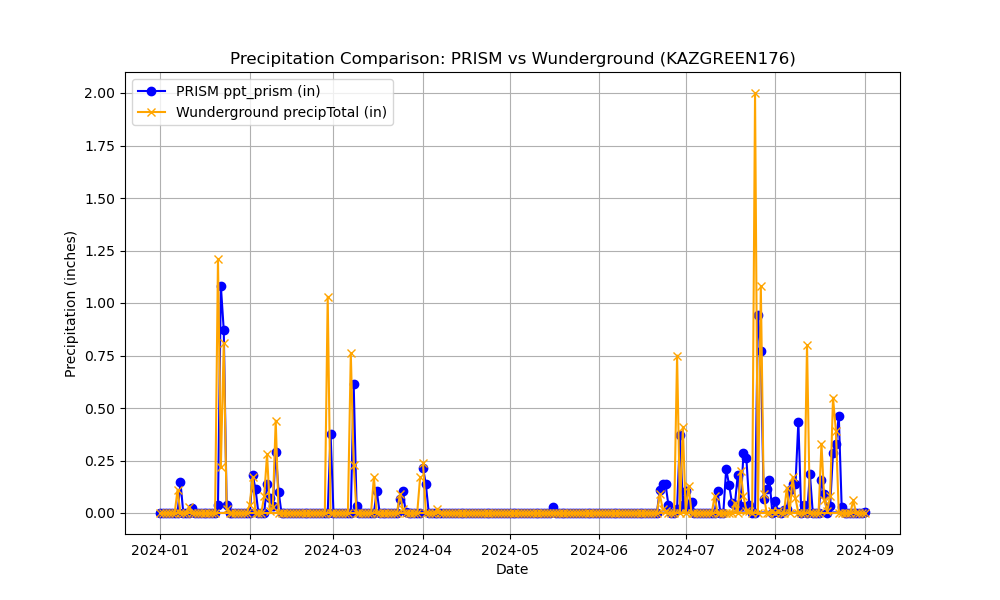 Precipitation Comparison: PRISM vs Wunderground (KAZGREEN176)
PRISM ppt_prism (in)
Wunderground precipTotal (in)
Precipitation (inches)
2.00
1.75
1.50
1.25
1.00
0.75
0.50
0.25
0.00
2024-01 2024-02 2024-03 2024-04 2024-05 2024-06 2024-07 2024-08 2024-09
Date